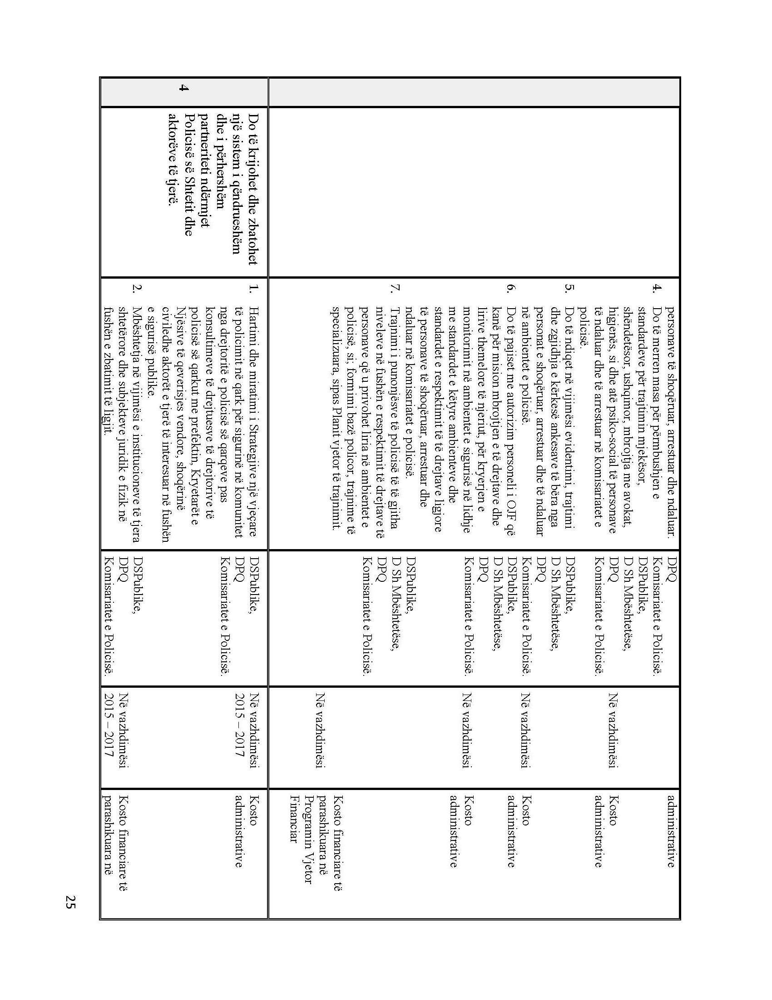 personave të shoqëruar, arrestuar dhe ndaluar.
4. Do të merren masa për përmbushjen e
standardeve për trajtimin mjekësor,
shëndetësor, ushqimor, mbrojtja me avokat,
higjenës, si dhe atë psiko-social të personave
të ndaluar dhe të arrestuar në komisariatet e
policisë.
5. Do të ndiqet në vijimësi evidentimi, trajtimi
dhe zgjidhja e kërkesë ankesave të bëra nga
personat e shoqëruar, arrestuar dhe të ndaluar
në ambientet e policisë.
6. Do të pajiset me autorizim personeli i OJF që
kanë për mision mbrojtjen e të drejtave dhe
lirive themelore të njeriut, për kryerjen e
monitorimit në ambientet e sigurisë në lidhje
me standardet e këtyre ambienteve dhe
standardet e respektimit të të drejtave ligjore
të personave të shoqëruar, arrestuar dhe
ndaluar në komisariatet e policisë.
7. Trajnimi i punonjësve të policisë të të gjitha
niveleve në fushën e respektimit të drejtave të
personave që u privohet liria në ambientet e
policisë, si; formimi bazë policor, trajnime të
specializuara, sipas Planit vjetor të trajnimit.
DPQ
Komisariatet e Policisë.
DSPublike,
D Sh Mbështetëse,
DPQ
Komisariatet e Policisë.
DSPublike,
D Sh Mbështetëse,
DPQ
Komisariatet e Policisë.
DSPublike,
D Sh Mbështetëse,
DPQ
Komisariatet e Policisë.
DSPublike,
D Sh Mbështetëse,
DPQ
Komisariatet e Policisë.
Në vazhdimësi
Në vazhdimësi
Në vazhdimësi
Në vazhdimësi
administrative
Kosto
administrative
Kosto
administrative
Kosto
administrative
Kosto financiare të
parashikuara në
Programin Vjetor
Financiar
4
Do të krijohet dhe zbatohet
një sistem i qëndrueshëm
dhe i përhershëm
partneriteti ndërmjet
Policisë së Shtetit dhe
aktorëve të tjerë.
1. Hartimi dhe miratimi i Strategjive një vjeçare
të policimit në qark për sigurinë në komunitet
nga drejtoritë e policisë së qarqeve pas
konsultimeve të drejtuesve të drejtorive të
policisë së qarkut me prefektin, Kryetarët e
Njësive të qeverisjes vendore, shoqërinë
civiledhe aktorët e tjerë të interesuar në fushën
e sigurisë publike.
2. Mbështetja në vijimësi e institucioneve të tjera
shtetërore dhe subjekteve juridik e fizik në
fushën e zbatimit të ligjit.
DSPublike,
DPQ
Komisariatet e Policisë.
DSPublike,
DPQ
Komisariatet e Policisë.
Në vazhdimësi
2015 – 2017
Në vazhdimësi
2015 – 2017
Kosto
administrative
Kosto financiare të
parashikuara në
25